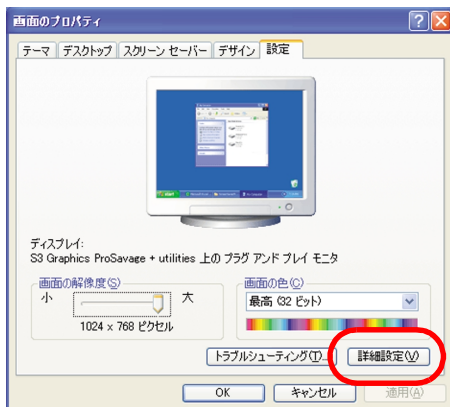 画面のプロパティ
テーマ デスクトップ スクリーン セーバー デザイン 設定
ディスプレイ:
S3 Graphics ProSavage + utilities 上の プラグ アンド プレイ モニタ
画面の解像度(S)
小 大
1024 x 768 ピクセル
画面の色(C)
最高 (32 ビット)
トラブルシューティング(T)... 詳細設定(V)
OK キャンセル 適用(A)